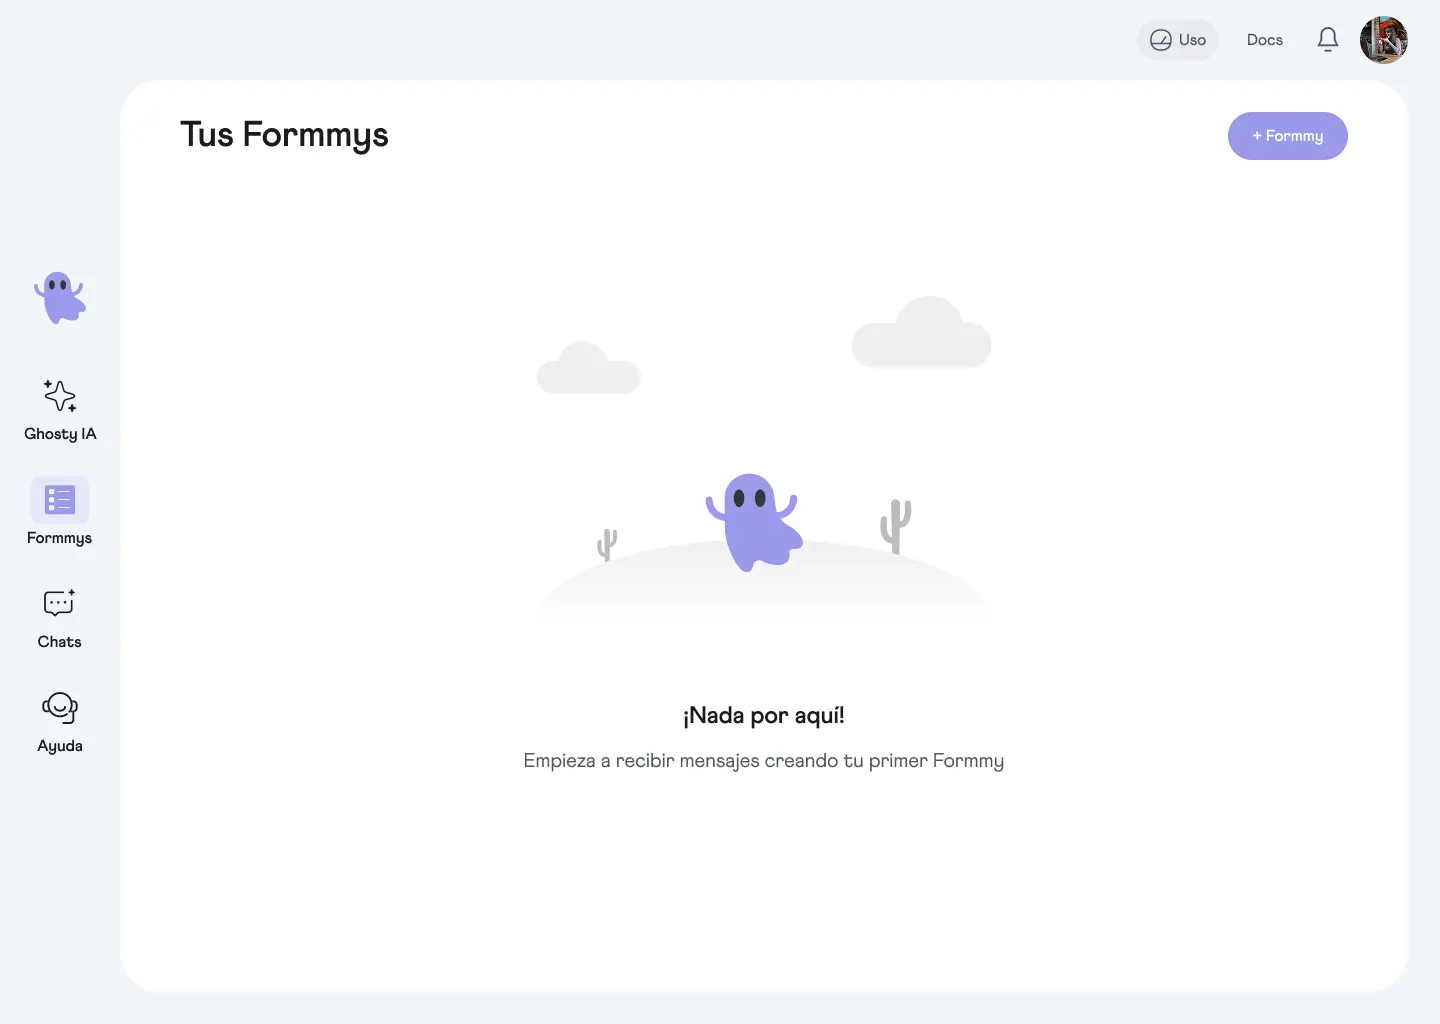 Uso
Docs
Tus Formmys
+ Formmy
Ghosty IA
Formmys
Chats
Ayuda
¡Nada por aquí!
Empieza a recibir mensajes creando tu primer Formmy